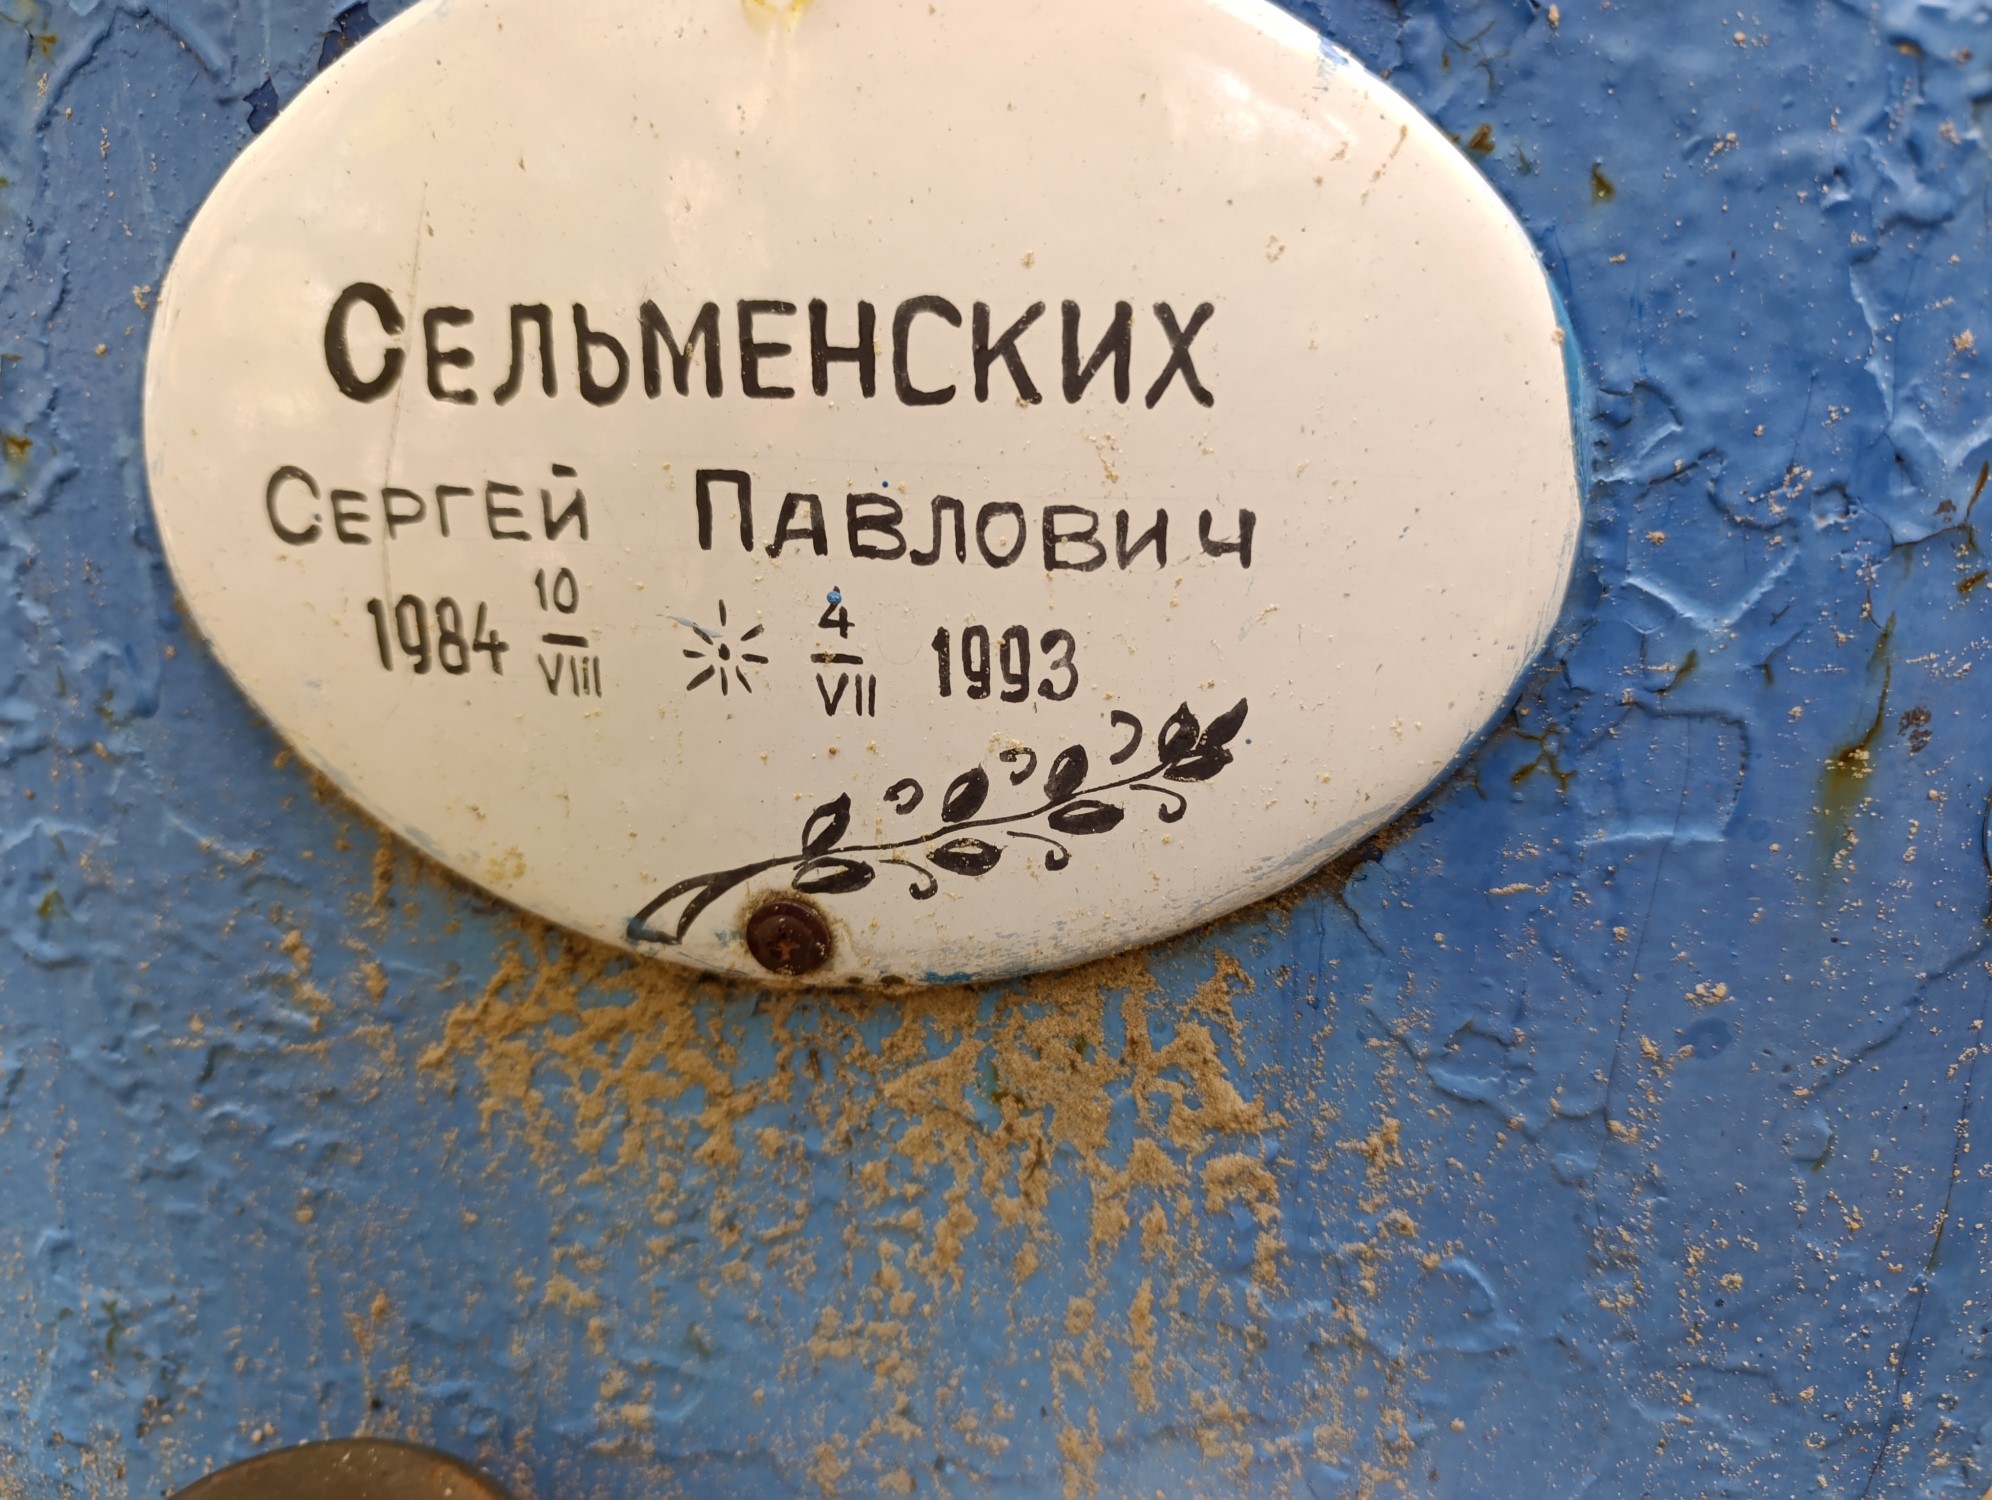 Сельменских
Сергей Павлович
1984 10/VIII 4/VII 1993